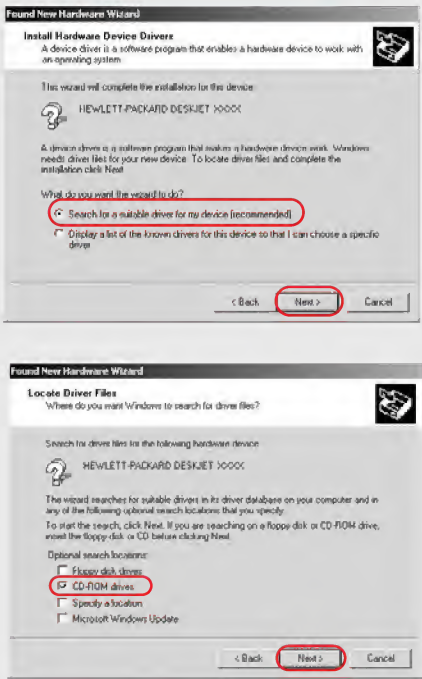 Found New Hardware Wizard
Install Hardware Device Drivers
A device driver is a software program that enables a hardware device to work with
an operating system.
This wizard will complete the installation for this device:
HEWLETT-PACKARD DESKJET XXXX
A device driver is a software program that makes a hardware device work. Windows
needs driver files for your new device. To locate driver files and complete the
installation click Next.
What do you want the wizard to do?
Search for a suitable driver for my device (recommended)
Display a list of the known drivers for this device so that I can choose a specific
driver
< Back Next > Cancel
Found New Hardware Wizard
Locate Driver Files
Where do you want Windows to search for driver files?
Search for driver files for the following hardware device:
HEWLETT-PACKARD DESKJET XXXX
The wizard searches for suitable drivers in its driver database on your computer and in
any of the following optional search locations that you specify.
To start the search, click Next. If you are searching on a floppy disk or CD-ROM drive,
insert the floppy disk or CD before clicking Next.
Optional search locations:
Floppy disk drives
CD-ROM drives
Specify a location
Microsoft Windows Update
< Back Next > Cancel